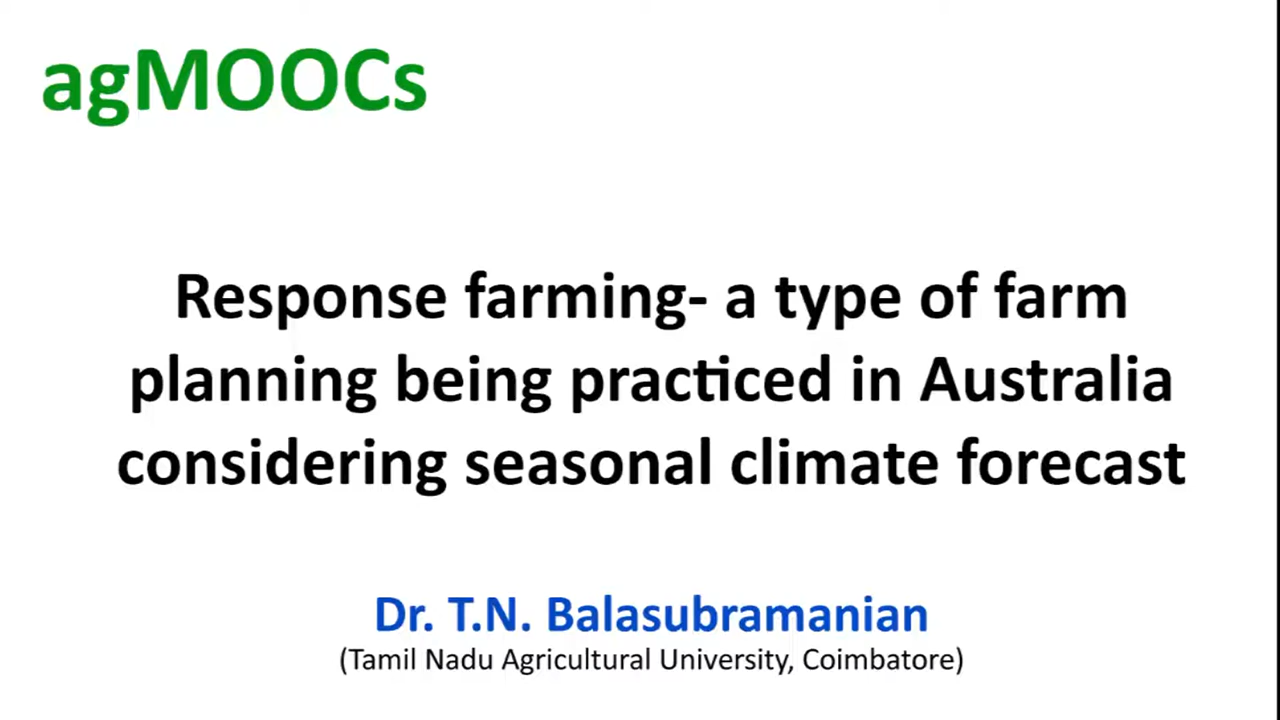 agMOOCs
Response farming- a type of farm
planning being practiced in Australia
considering seasonal climate forecast
Dr. T.N. Balasubramanian
(Tamil Nadu Agricultural University, Coimbatore)